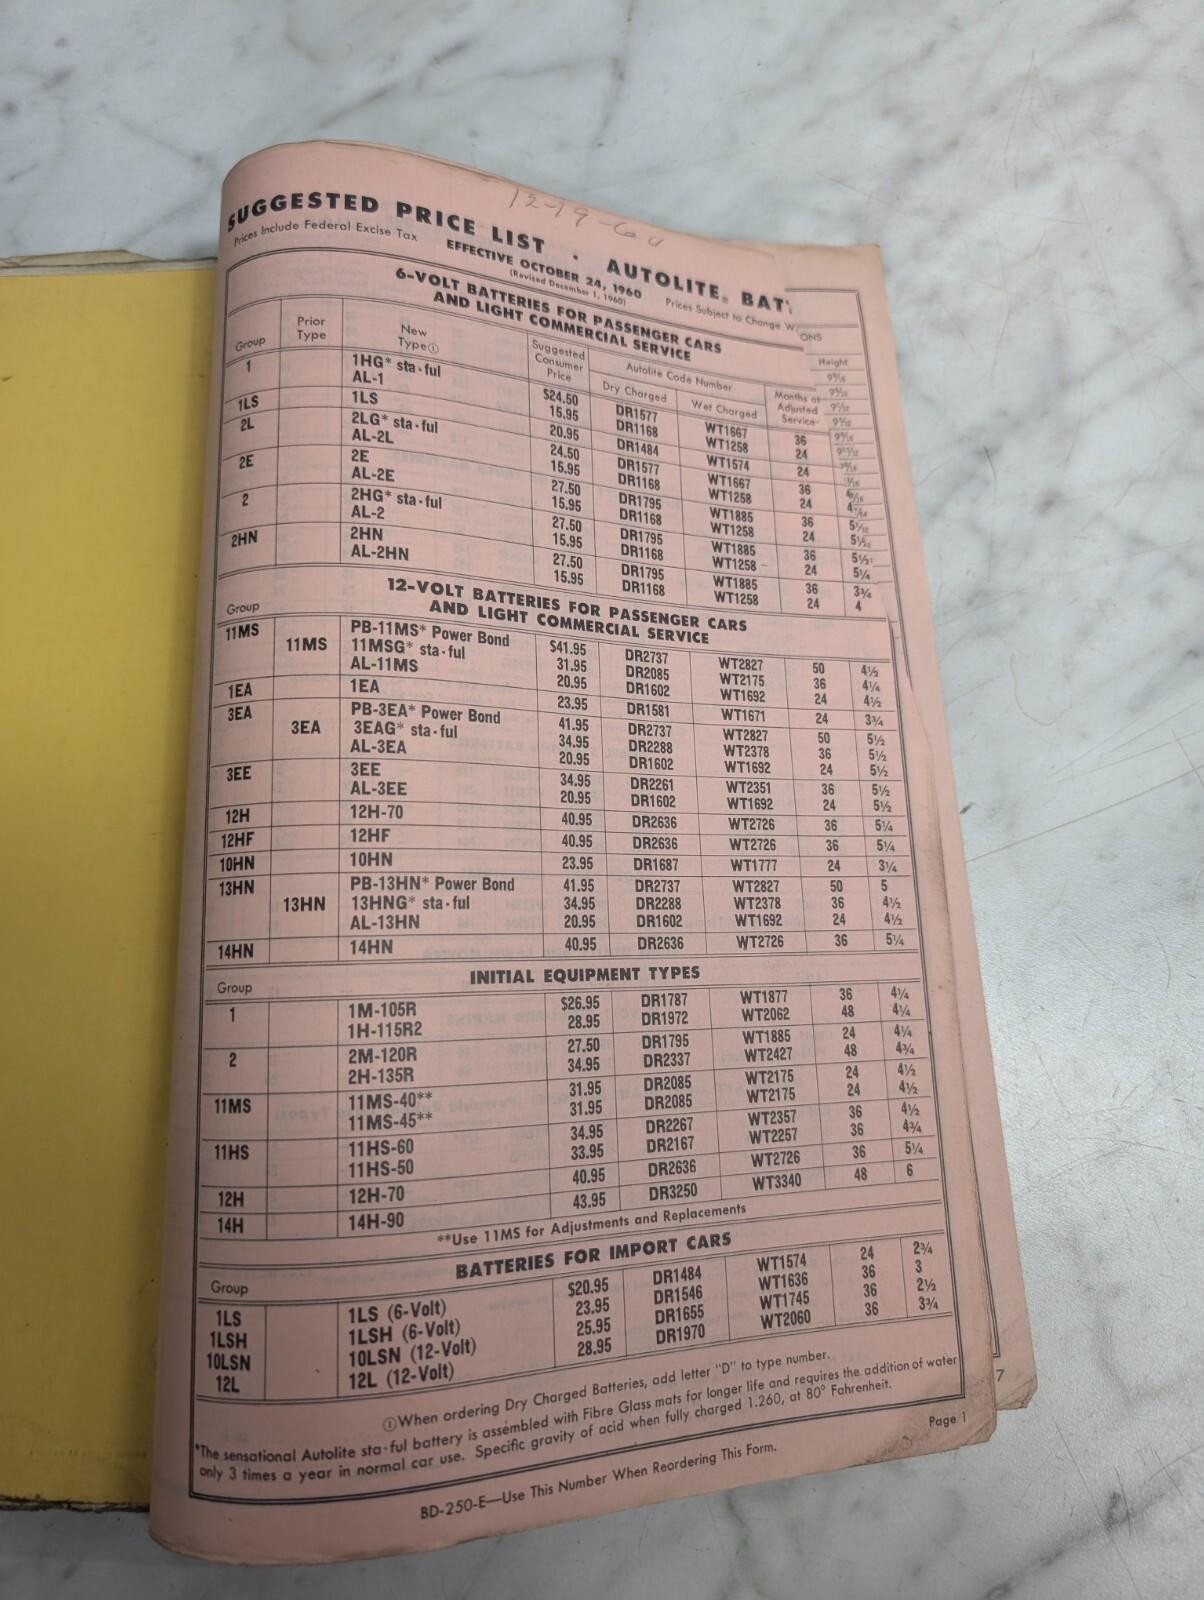 12-19-60
SUGGESTED PRICE LIST • AUTOLITE® BAT
Prices Include Federal Excise Tax EFFECTIVE OCTOBER 24, 1960 Prices Subject to Change W
(Revised December 1, 1960)
ONS
6-VOLT BATTERIES FOR PASSENGER CARS
AND LIGHT COMMERCIAL SERVICE
Group Prior Type New Type① Suggested Consumer Price Autolite Code Number Dry Charged Wet Charged Months of Adjusted Service Height
1 1HG* sta•ful $24.50 DR1577 WT1667 36
AL-1 15.95 DR1168 WT1258 24
1LS 1LS 20.95 DR1484 WT1574 24
2L 2LG* sta•ful 24.50 DR1577 WT1667 36
AL-2L 15.95 DR1168 WT1258 24
2E 2E 27.50 DR1795 WT1885 36
AL-2E 15.95 DR1168 WT1258 24
2 2HG* sta•ful 27.50 DR1795 WT1885 36
AL-2 15.95 DR1168 WT1258 24
2HN 2HN 27.50 DR1795 WT1885 36 3¾
AL-2HN 15.95 DR1168 WT1258 24 4
12-VOLT BATTERIES FOR PASSENGER CARS
AND LIGHT COMMERCIAL SERVICE
Group
11MS 11MS PB-11MS* Power Bond $41.95 DR2737 WT2827 50 4½
11MSG* sta•ful 31.95 DR2085 WT2175 36 4¼
AL-11MS 20.95 DR1602 WT1692 24 4½
1EA 1EA 23.95 DR1581 WT1671 24 3¾
3EA 3EA PB-3EA* Power Bond 41.95 DR2737 WT2827 50 5½
3EAG* sta•ful 34.95 DR2288 WT2378 36 5½
AL-3EA 20.95 DR1602 WT1692 24 5½
3EE 3EE 34.95 DR2261 WT2351 36 5½
AL-3EE 20.95 DR1602 WT1692 24 5½
12H 12H-70 40.95 DR2636 WT2726 36 5¼
12HF 12HF 40.95 DR2636 WT2726 36 5¼
10HN 10HN 23.95 DR1687 WT1777 24 3¼
13HN 13HN PB-13HN* Power Bond 41.95 DR2737 WT2827 50 5
13HNG* sta•ful 34.95 DR2288 WT2378 36 4½
AL-13HN 20.95 DR1602 WT1692 24 4½
14HN 14HN 40.95 DR2636 WT2726 36 5¼
INITIAL EQUIPMENT TYPES
Group
1 1M-105R $26.95 DR1787 WT1877 36 4¼
1H-115R2 28.95 DR1972 WT2062 48 4¼
2 2M-120R 27.50 DR1795 WT1885 24 4¼
2H-135R 34.95 DR2337 WT2427 48 4¾
11MS 11MS-40** 31.95 DR2085 WT2175 24 4½
11MS-45** 31.95 DR2085 WT2175 24 4½
11HS 11HS-60 34.95 DR2267 WT2357 36 4½
11HS-50 33.95 DR2167 WT2257 36 4¾
12H 12H-70 40.95 DR2636 WT2726 36 5¼
14H 14H-90 43.95 DR3250 WT3340 48 6
**Use 11MS for Adjustments and Replacements
BATTERIES FOR IMPORT CARS
Group
1LS 1LS (6-Volt) $20.95 DR1484 WT1574 24 2¾
1LSH 1LSH (6-Volt) 23.95 DR1546 WT1636 36 3
10LSN 10LSN (12-Volt) 25.95 DR1655 WT1745 36 2½
12L 12L (12-Volt) 28.95 DR1970 WT2060 36 3¾
①When ordering Dry Charged Batteries, add letter "D" to type number.
*The sensational Autolite sta•ful battery is assembled with Fibre Glass mats for longer life and requires the addition of water
only 3 times a year in normal car use. Specific gravity of acid when fully charged 1.260, at 80° Fahrenheit.
Page 1
BD-250-E—Use This Number When Reordering This Form.
7